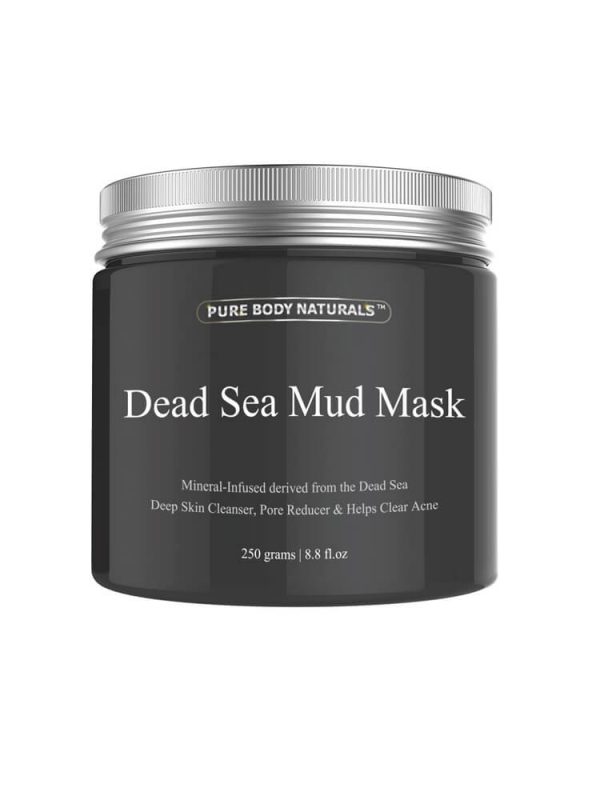 PURE BODY NATURALS™
Dead Sea Mud Mask
Mineral-Infused derived from the Dead Sea
Deep Skin Cleanser, Pore Reducer & Helps Clear Acne
250 grams | 8.8 fl.oz